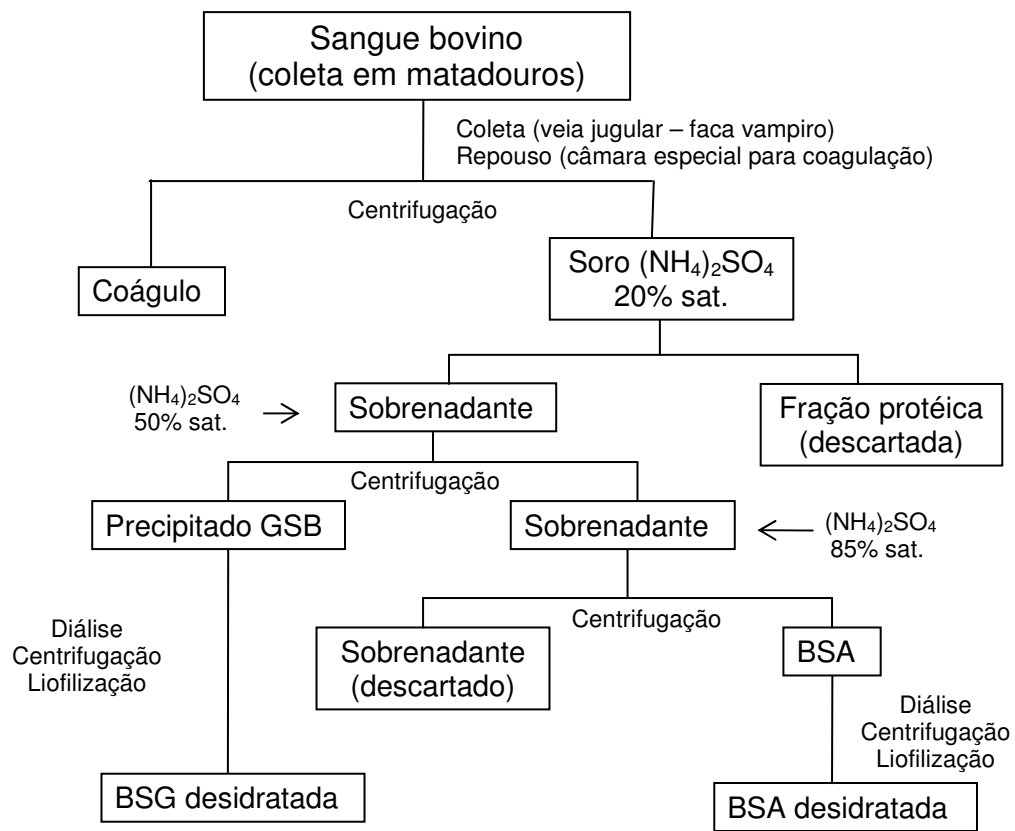 Sangue bovino
(coleta em matadouros)
Coleta (veia jugular – faca vampiro)
Repouso (câmara especial para coagulação)
Centrifugação
Coágulo
Soro (NH₄)₂SO₄
20% sat.
(NH₄)₂SO₄
50% sat.
Sobrenadante
Fração protéica
(descartada)
Centrifugação
Precipitado GSB
Sobrenadante
(NH₄)₂SO₄
85% sat.
Diálise
Centrifugação
Liofilização
Centrifugação
Sobrenadante
(descartado)
BSA
Diálise
Centrifugação
Liofilização
BSG desidratada
BSA desidratada